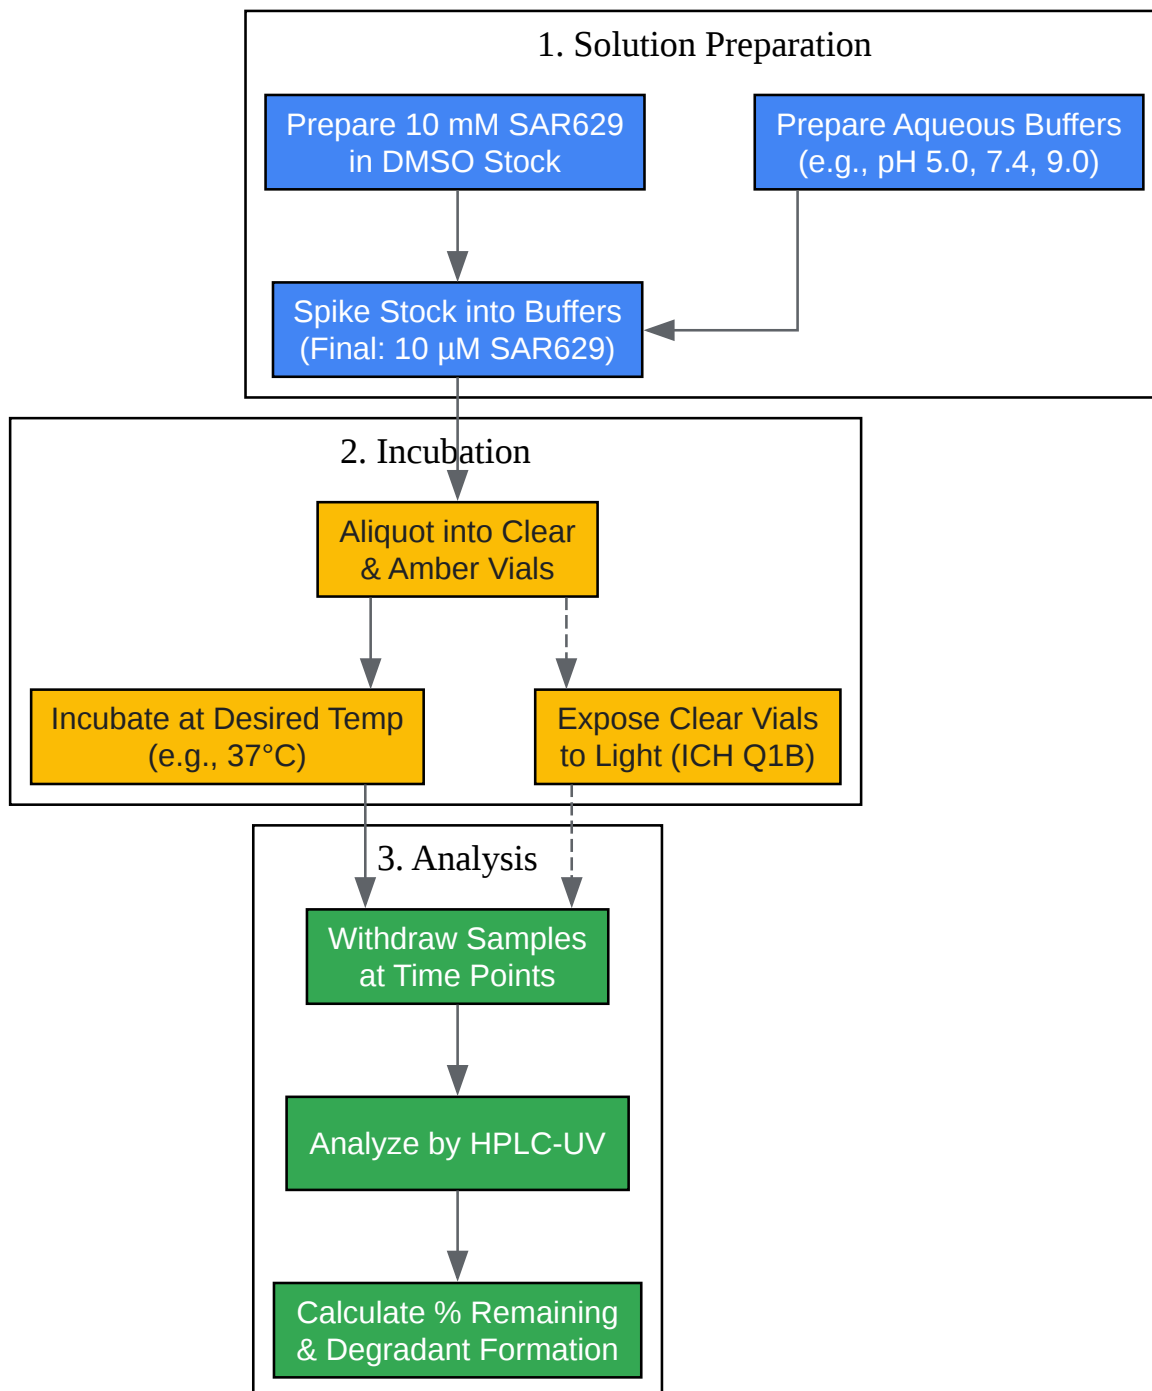 1. Solution Preparation
Prepare 10 mM SAR629
in DMSO Stock
Prepare Aqueous Buffers
(e.g., pH 5.0, 7.4, 9.0)
Spike Stock into Buffers
(Final: 10 µM SAR629)
2. Incubation
Aliquot into Clear
& Amber Vials
Incubate at Desired Temp
(e.g., 37°C)
Expose Clear Vials
to Light (ICH Q1B)
3. Analysis
Withdraw Samples
at Time Points
Analyze by HPLC-UV
Calculate % Remaining
& Degradant Formation